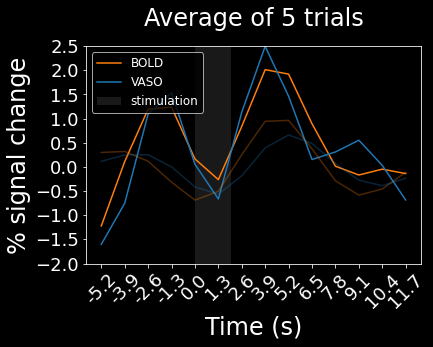 Average of 5 trials
BOLD
VASO
stimulation
% signal change
2.5
2.0
1.5
1.0
0.5
0.0
-0.5
-1.0
-1.5
-2.0
-5.2 -3.9 -2.6 -1.3 0.0 1.3 2.6 3.9 5.2 6.5 7.8 9.1 10.4 11.7
Time (s)